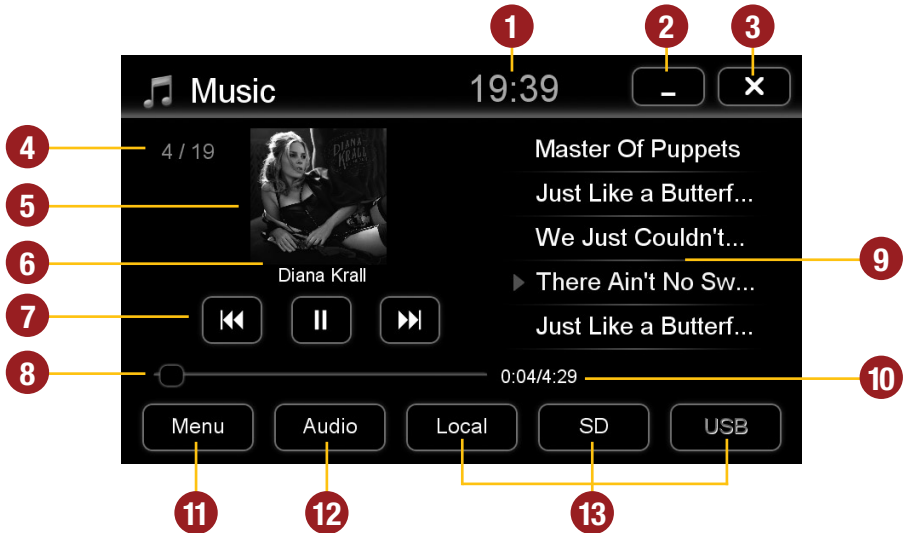 1 2 3
Music 19:39
4 4 / 19 Master Of Puppets
DIANA
KRALL
5 Just Like a Butterf...
We Just Couldn't...
6 9
Diana Krall There Ain't No Sw...
7 Just Like a Butterf...
8 0:04/4:29 10
Menu Audio Local SD USB
11 12 13